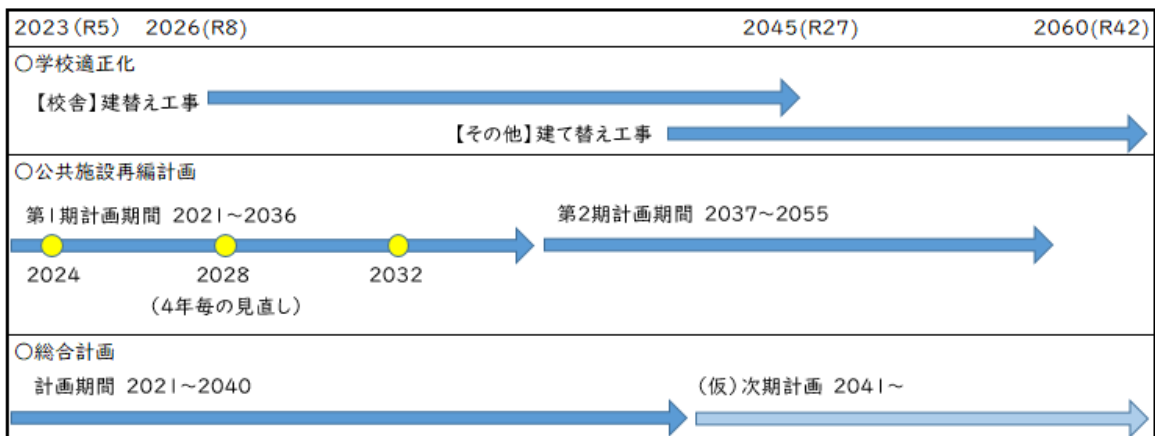 2023(R5) 2026(R8) 2045(R27) 2060(R42)
〇学校適正化
【校舎】建替え工事
【その他】建て替え工事
〇公共施設再編計画
第1期計画期間 2021～2036 第2期計画期間 2037～2055
2024 2028 2032
(4年毎の見直し)
〇総合計画
計画期間 2021～2040 (仮)次期計画 2041～